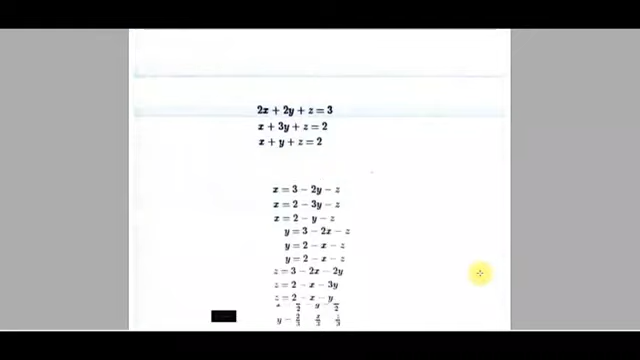 2x + 2y + z = 3
x + 3y + z = 2
x + y + z = 2
x = 3 − 2y − z
x = 2 − 3y − z
x = 2 − y − z
y = 3 − 2x − z
y = 2 − x − z
y = 2 − x − z
z = 3 − 2x − 2y
z = 2 − x − 3y
z = 2 − x − y